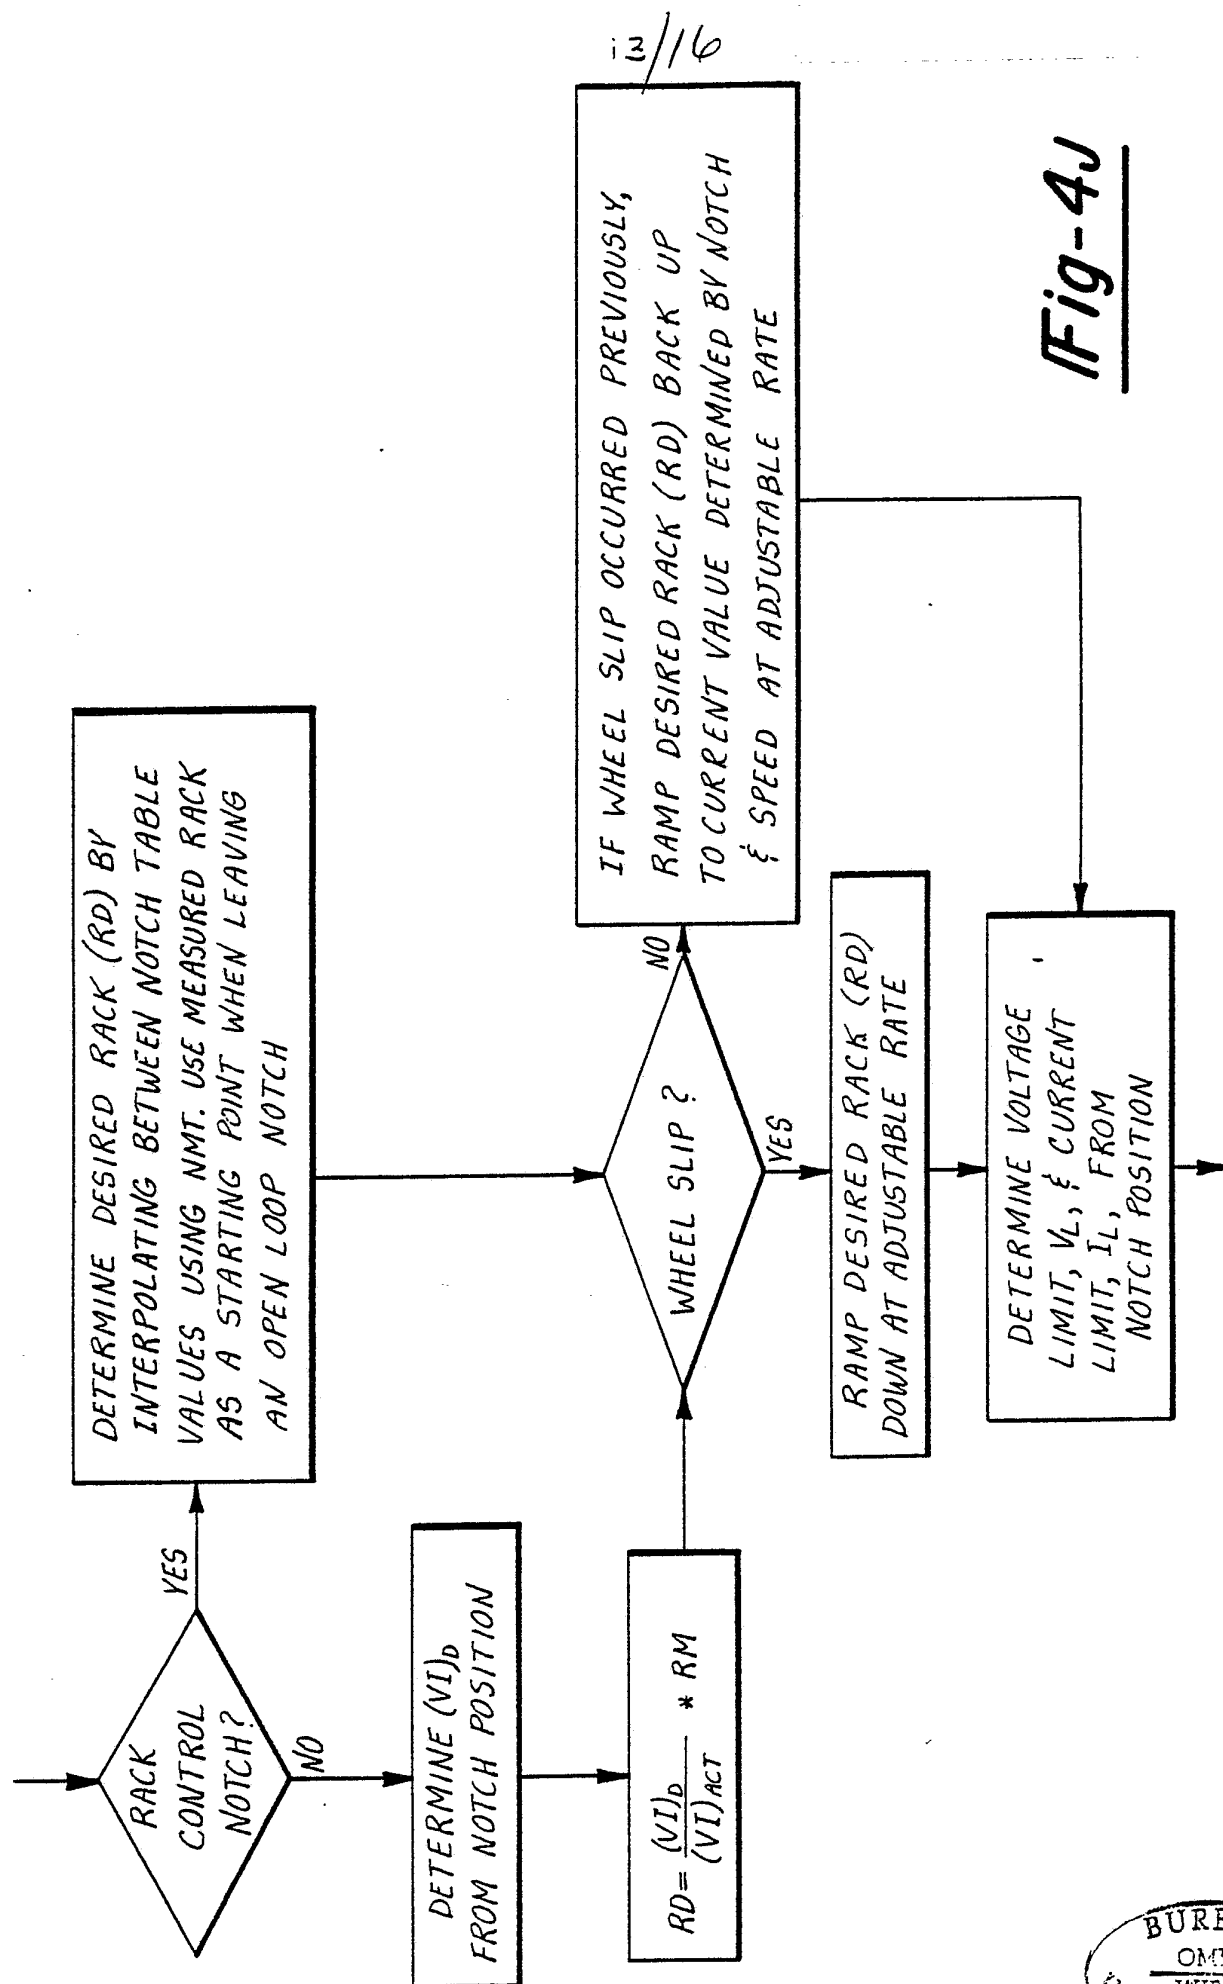 i2/16
RACK
CONTROL
NOTCH?
YES
NO
DETERMINE DESIRED RACK (RD) BY
INTERPOLATING BETWEEN NOTCH TABLE
VALUES USING NMT. USE MEASURED RACK
AS A STARTING POINT WHEN LEAVING
AN OPEN LOOP NOTCH
DETERMINE (VI)D
FROM NOTCH POSITION
RD= (VI)D / (VI)ACT * RM
WHEEL SLIP?
NO
YES
IF WHEEL SLIP OCCURRED PREVIOUSLY,
RAMP DESIRED RACK (RD) BACK UP
TO CURRENT VALUE DETERMINED BY NOTCH
& SPEED AT ADJUSTABLE RATE
RAMP DESIRED RACK (RD)
DOWN AT ADJUSTABLE RATE
DETERMINE VOLTAGE
LIMIT, VL, & CURRENT
LIMIT, IL, FROM
NOTCH POSITION
Fig-4J
BURE
OM